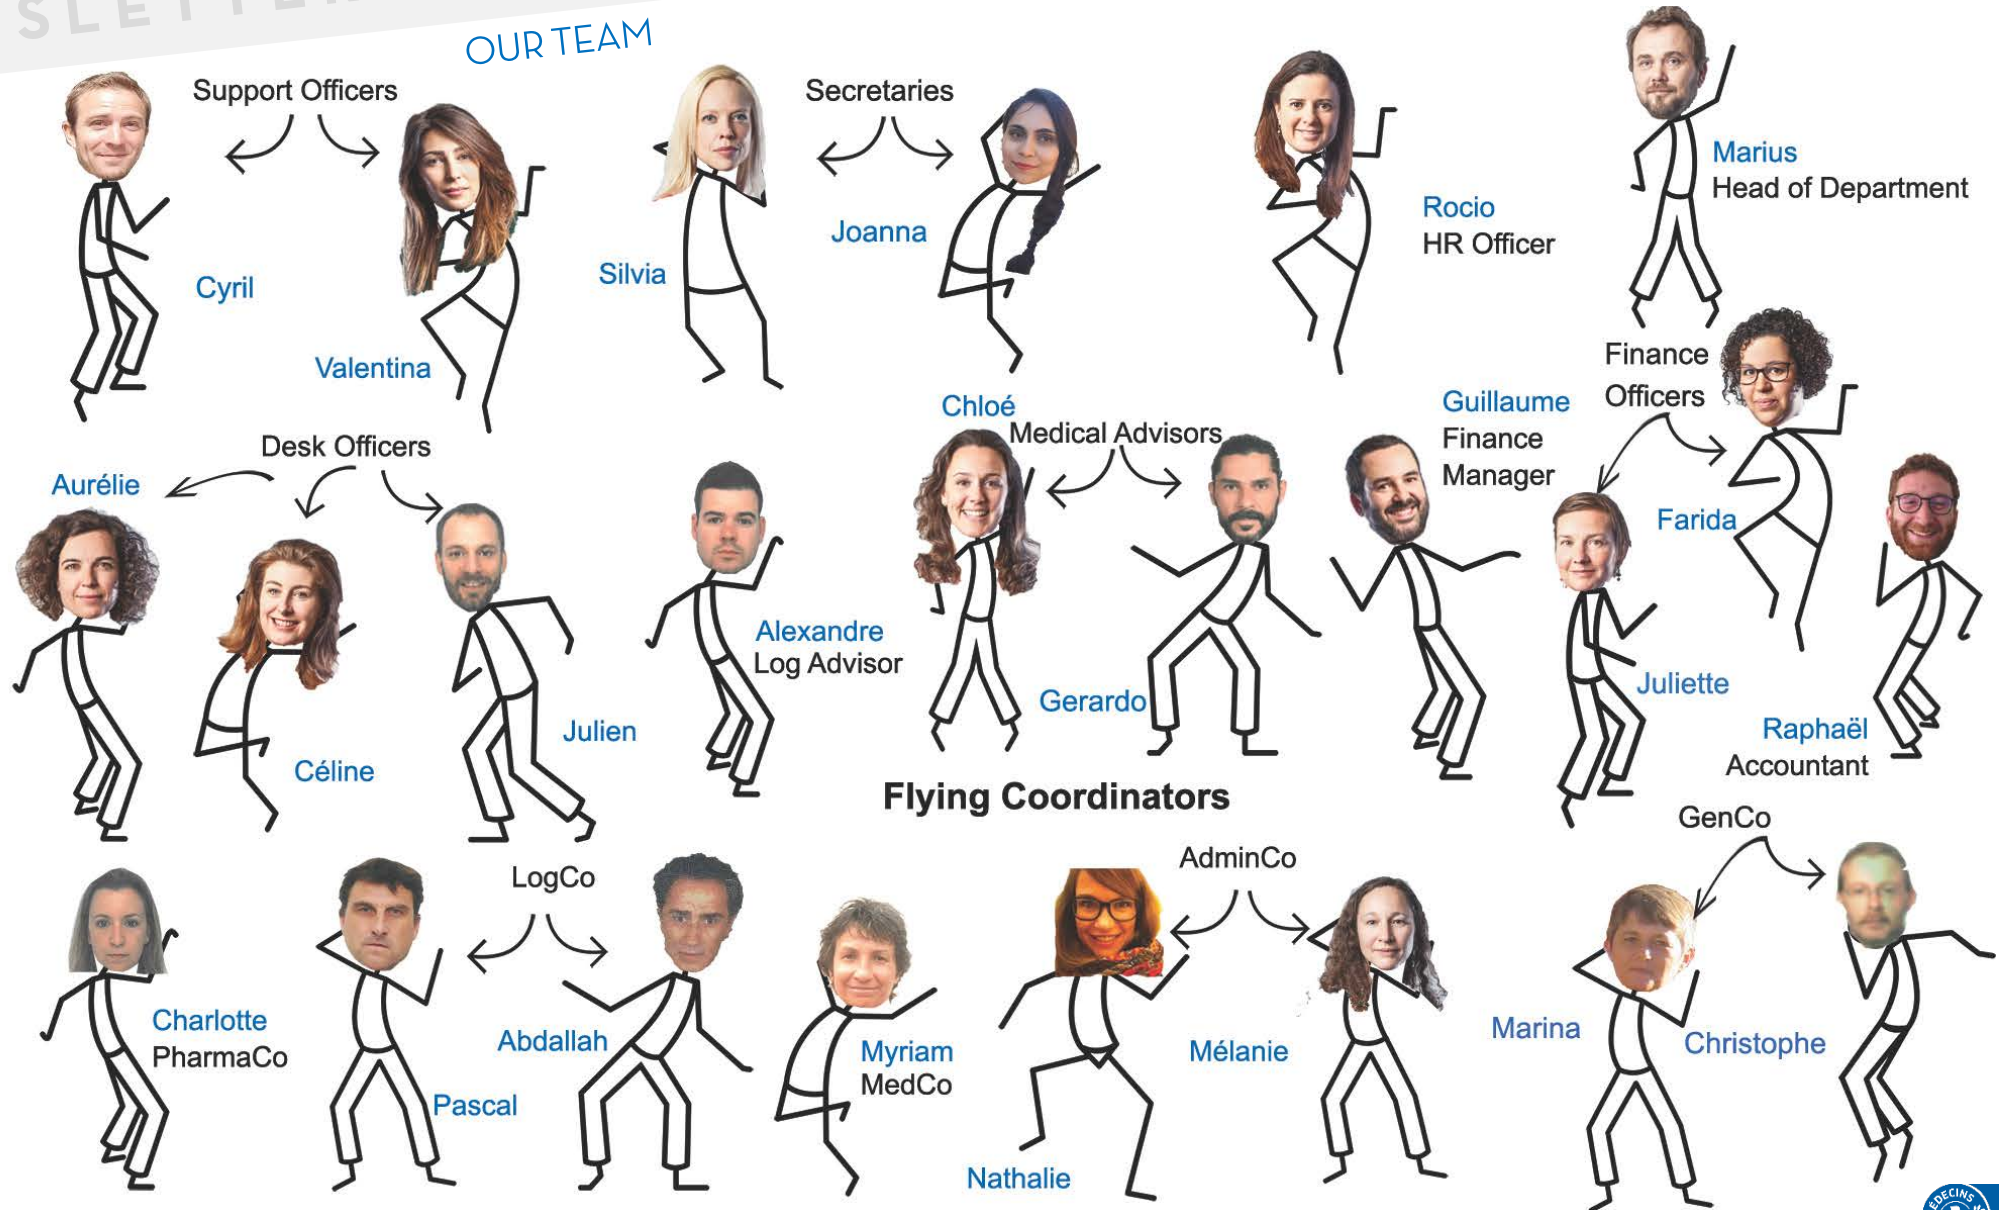 SLETTER
OUR TEAM
Support Officers
Secretaries
Marius
Head of Department
Rocio
HR Officer
Joanna
Silvia
Cyril
Valentina
Finance
Officers
Chloé
Medical Advisors
Guillaume
Finance
Manager
Desk Officers
Aurélie
Farida
Alexandre
Log Advisor
Juliette
Gerardo
Julien
Raphaël
Accountant
Céline
Flying Coordinators
GenCo
AdminCo
LogCo
Charlotte
PharmaCo
Abdallah
Myriam
MedCo
Mélanie
Marina
Christophe
Pascal
Nathalie